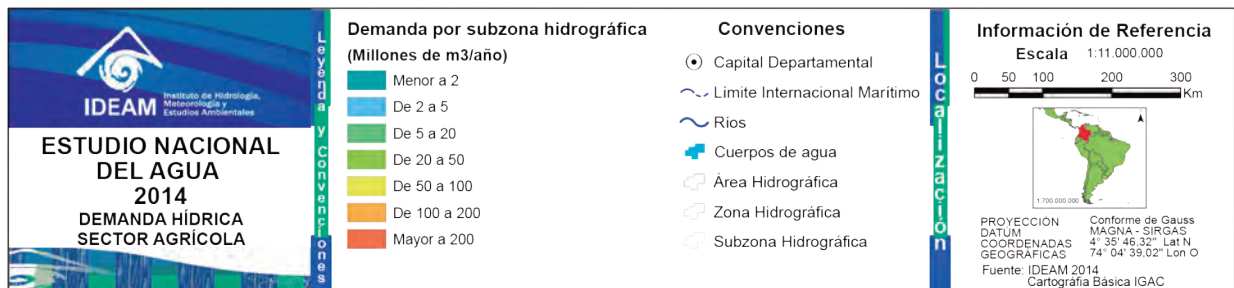 IDEAM
Instituto de Hidrología,
Meteorología y
Estudios Ambientales
ESTUDIO NACIONAL
DEL AGUA
2014
DEMANDA HÍDRICA
SECTOR AGRÍCOLA
Leyenda y Convenciones
Demanda por subzona hidrográfica
(Millones de m3/año)
Menor a 2
De 2 a 5
De 5 a 20
De 20 a 50
De 50 a 100
De 100 a 200
Mayor a 200
Convenciones
Capital Departamental
Límite Internacional Marítimo
Ríos
Cuerpos de agua
Área Hidrográfica
Zona Hidrográfica
Subzona Hidrográfica
Localización
Información de Referencia
Escala 1:11.000.000
0 50 100 200 300
Km
1:700.000.000
PROYECCIÓN Conforme de Gauss
DATUM MAGNA - SIRGAS
COORDENADAS 4° 35' 46,32" Lat N
GEOGRÁFICAS 74° 04' 39,02" Lon O
Fuente: IDEAM 2014
Cartográfia Básica IGAC